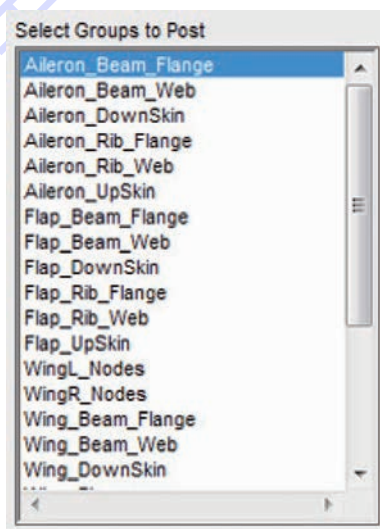 Select Groups to Post
Aileron_Beam_Flange
Aileron_Beam_Web
Aileron_DownSkin
Aileron_Rib_Flange
Aileron_Rib_Web
Aileron_UpSkin
Flap_Beam_Flange
Flap_Beam_Web
Flap_DownSkin
Flap_Rib_Flange
Flap_Rib_Web
Flap_UpSkin
WingL_Nodes
WingR_Nodes
Wing_Beam_Flange
Wing_Beam_Web
Wing_DownSkin